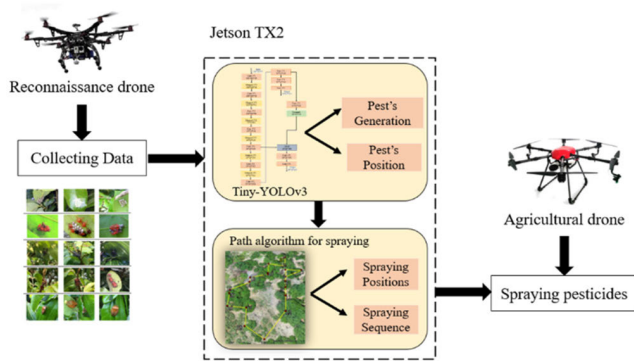 Jetson TX2
Reconnaissance drone
Collecting Data
Pest's
Generation
Pest's
Position
Tiny-YOLOv3
Path algorithm for spraying
Spraying
Positions
Spraying
Sequence
Agricultural drone
Spraying pesticides